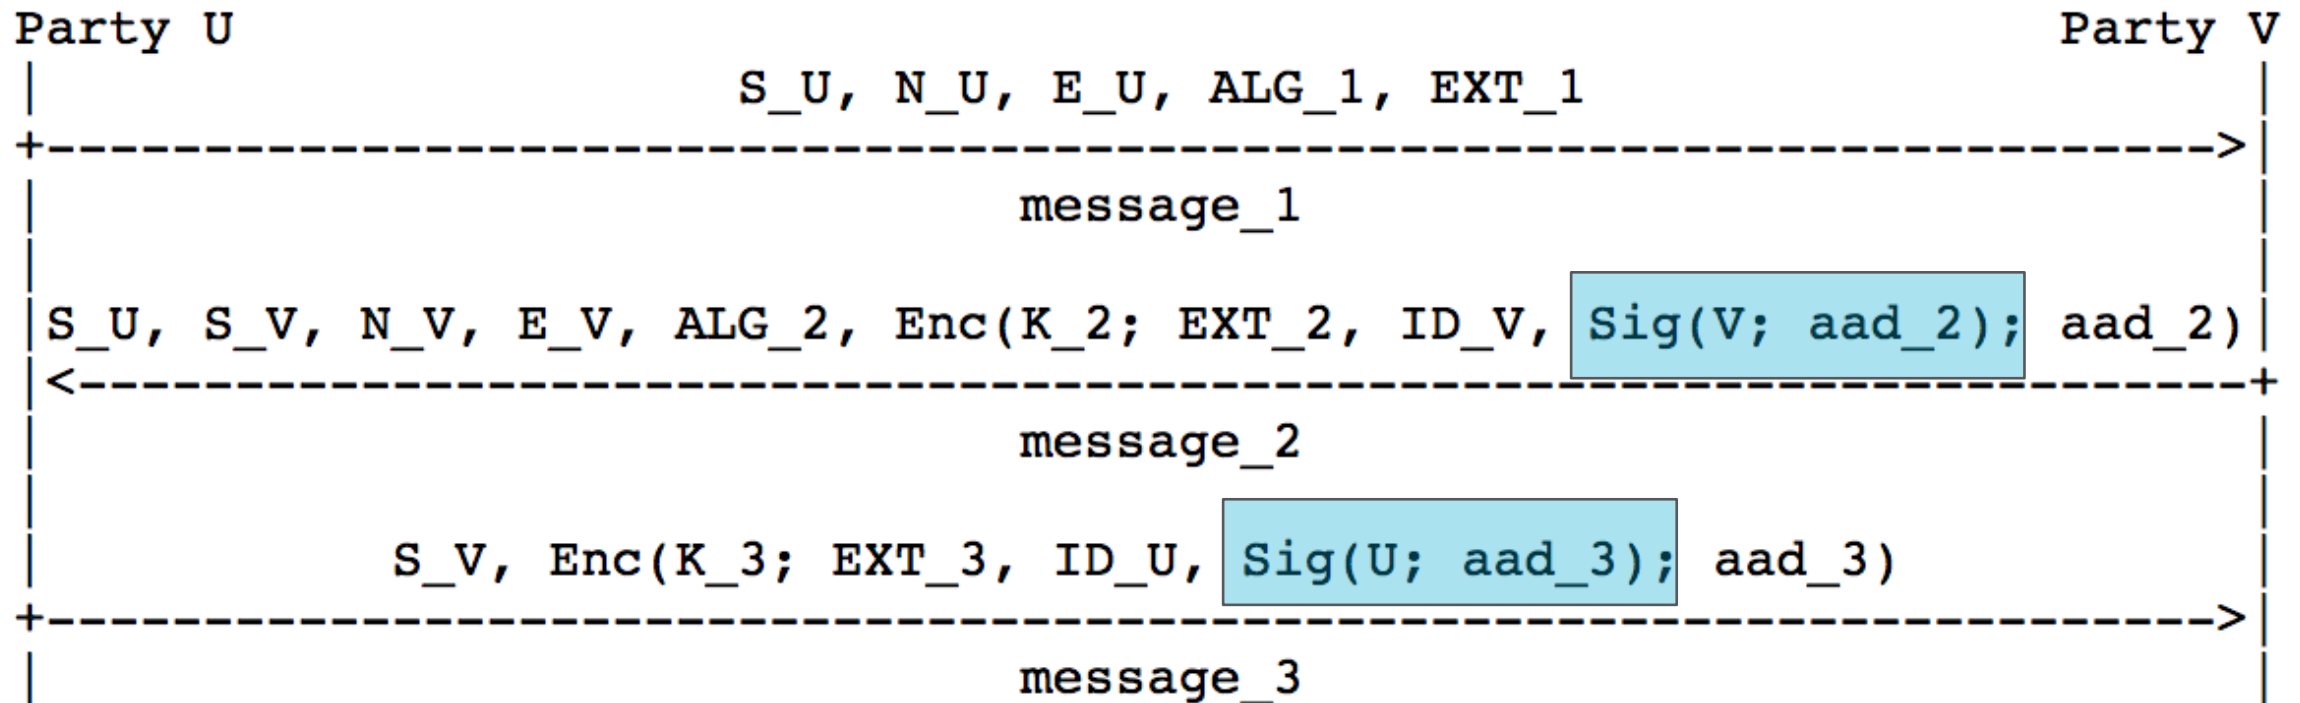 Party U Party V
| S_U, N_U, E_U, ALG_1, EXT_1 |
+---------------------------------------------------------------------->|
| message_1 |
| |
|S_U, S_V, N_V, E_V, ALG_2, Enc(K_2; EXT_2, ID_V, Sig(V; aad_2); aad_2)|
|<----------------------------------------------------------------------+
| message_2 |
| |
| S_V, Enc(K_3; EXT_3, ID_U, Sig(U; aad_3); aad_3) |
+---------------------------------------------------------------------->|
| message_3 |